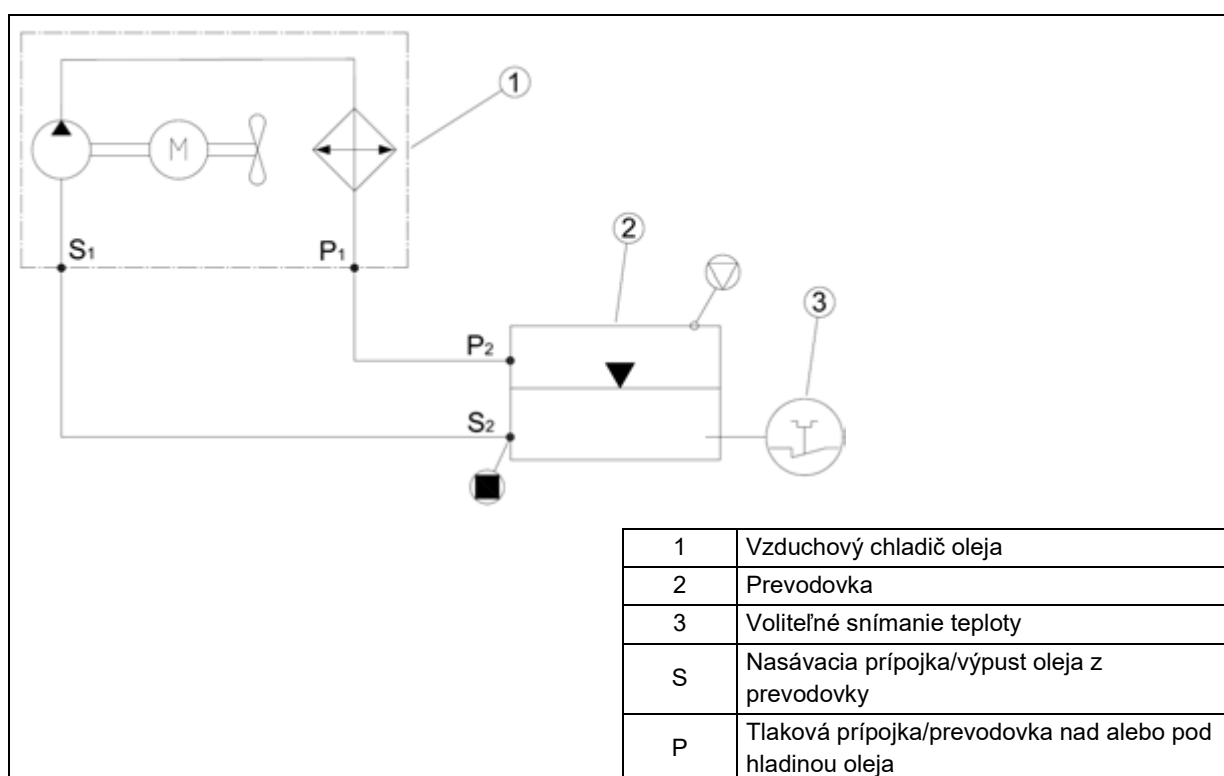 1
M
S1
P1
2
3
P2
S2
1 Vzduchový chladič oleja
2 Prevodovka
3 Voliteľné snímanie teploty
S Nasávacia prípojka/výpust oleja z
prevodovky
P Tlaková prípojka/prevodovka nad alebo pod
hladinou oleja